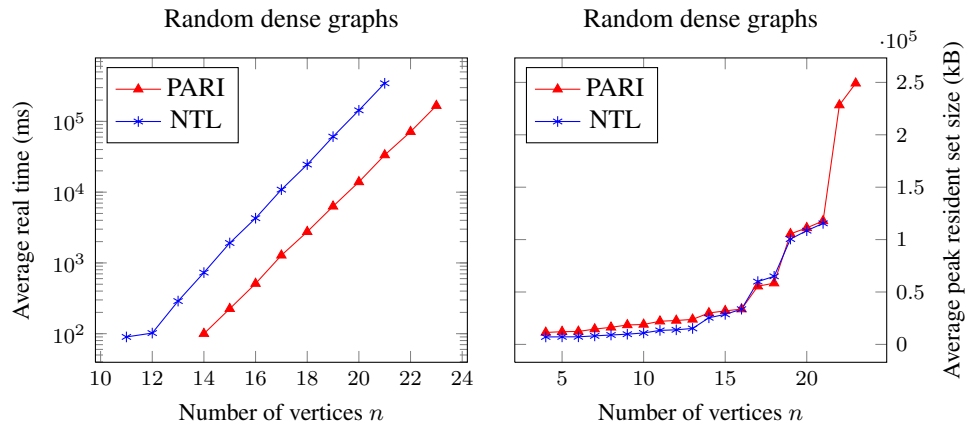 Random dense graphs
PARI
NTL
10^5
10^4
10^3
10^2
10 12 14 16 18 20 22 24
Average real time (ms)
Number of vertices n
Random dense graphs
·10^5
PARI
NTL
2.5
2
1.5
1
0.5
0
5 10 15 20
Average peak resident set size (kB)
Number of vertices n